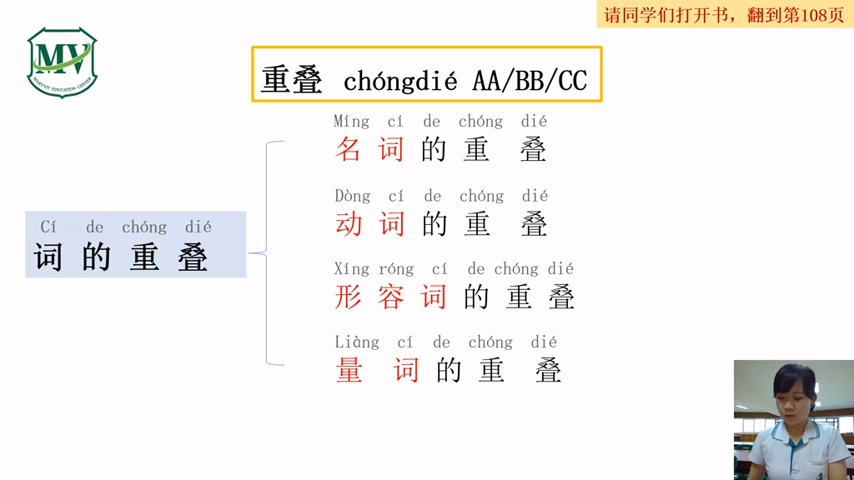 请同学们打开书，翻到第108页
MV
重叠 chóngdié AA/BB/CC
Míng cí de chóng dié
名 词 的 重 叠
Dòng cí de chóng dié
动 词 的 重 叠
Cí de chóng dié
词 的 重 叠
Xíng róng cí de chóng dié
形 容 词 的 重 叠
Liàng cí de chóng dié
量 词 的 重 叠